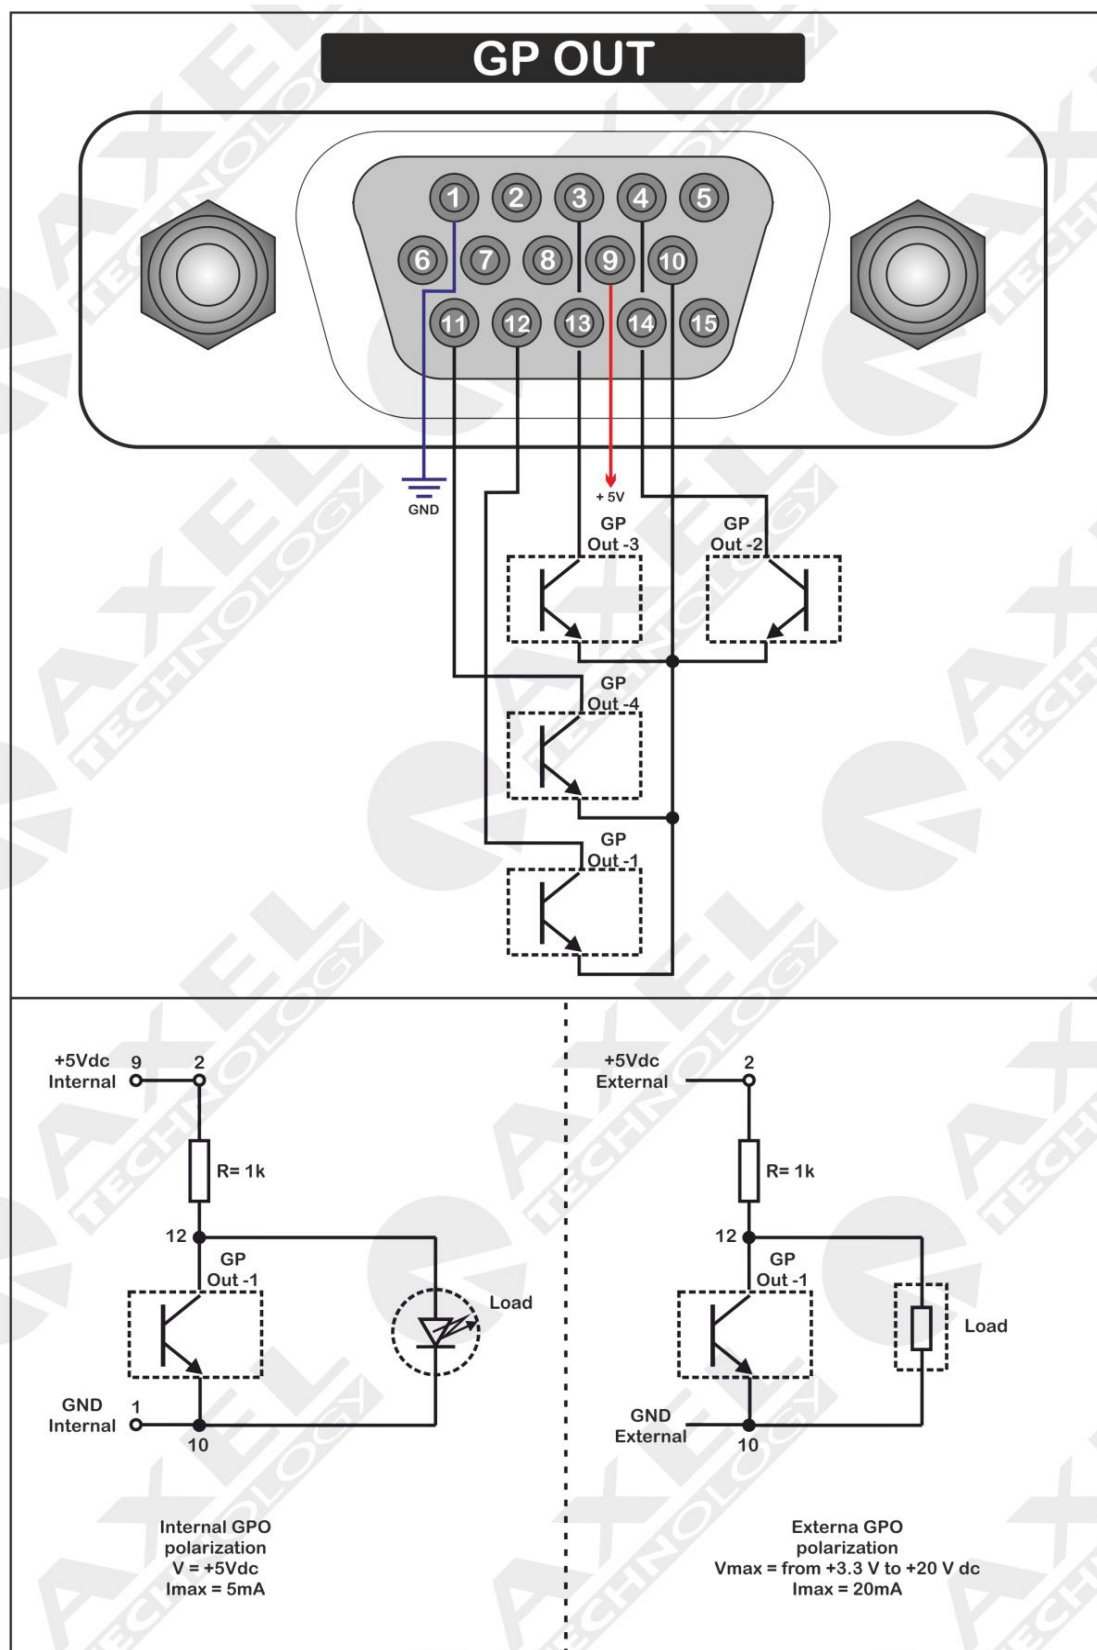 GP OUT
1 2 3 4 5
6 7 8 9 10
11 12 13 14 15
GND
+ 5V
GP
Out -3
GP
Out -2
GP
Out -4
GP
Out -1
+5Vdc
Internal
9
2
R= 1k
12
GP
Out -1
Load
GND
Internal
1
10
Internal GPO
polarization
V = +5Vdc
Imax = 5mA
+5Vdc
External
2
R= 1k
12
GP
Out -1
Load
GND
External
10
Externa GPO
polarization
Vmax = from +3.3 V to +20 V dc
Imax = 20mA
AXEL
TECHNOLOGY